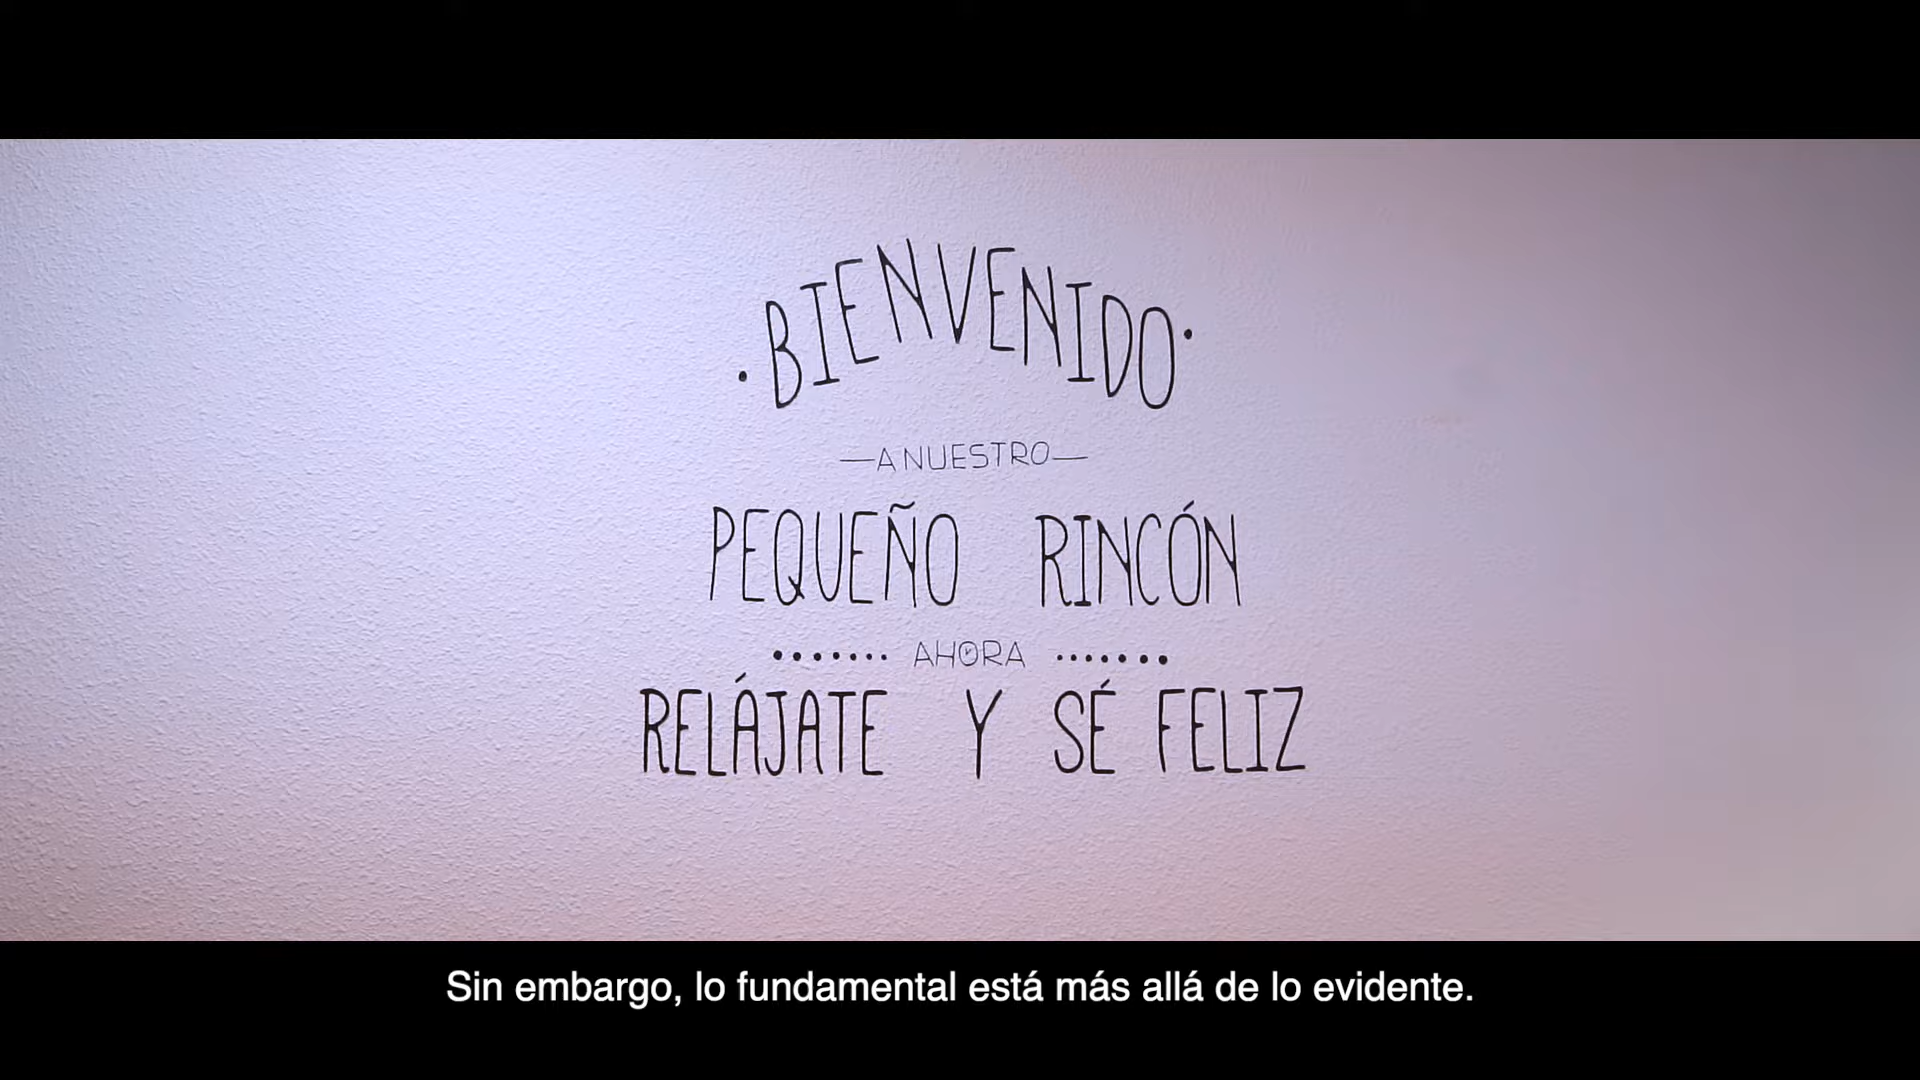 ·BIENVENIDO·
—A NUESTRO—
PEQUEÑO RINCÓN
••••••• AHORA •••••••
RELÁJATE Y SÉ FELIZ
Sin embargo, lo fundamental está más allá de lo evidente.